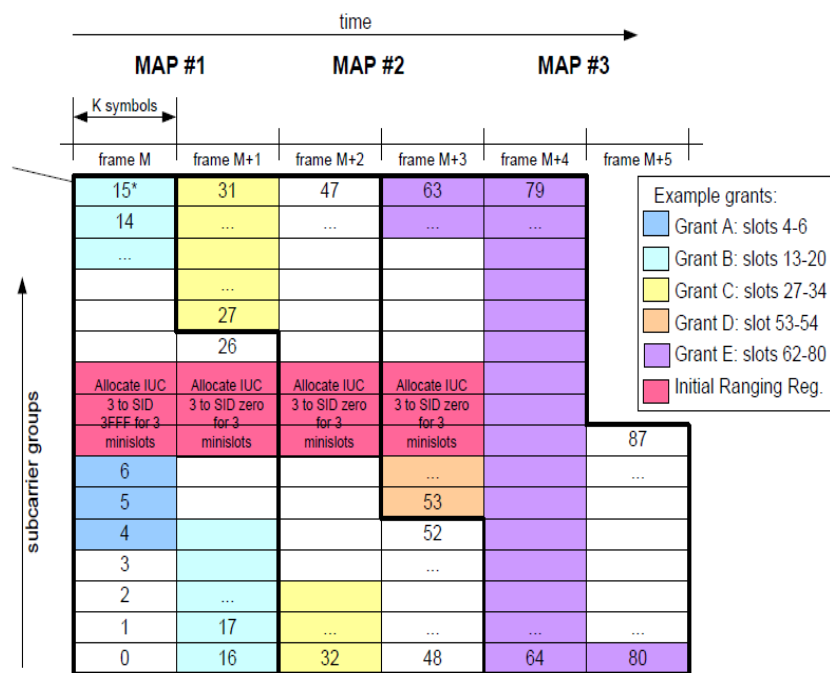 time
MAP #1 MAP #2 MAP #3
K symbols
frame M frame M+1 frame M+2 frame M+3 frame M+4 frame M+5
15* 31 47 63 79
14 ... ... ... ...
...
...
27
26
Allocate IUC 3 to SID 3FFF for 3 minislots
Allocate IUC 3 to SID zero for 3 minislots
Allocate IUC 3 to SID zero for 3 minislots
Allocate IUC 3 to SID zero for 3 minislots
87
6 ... ...
5 53
4 52
3 ...
2 ...
1 17 ... ... ... ...
0 16 32 48 64 80
subcarrier groups
Example grants:
Grant A: slots 4-6
Grant B: slots 13-20
Grant C: slots 27-34
Grant D: slot 53-54
Grant E: slots 62-80
Initial Ranging Reg.